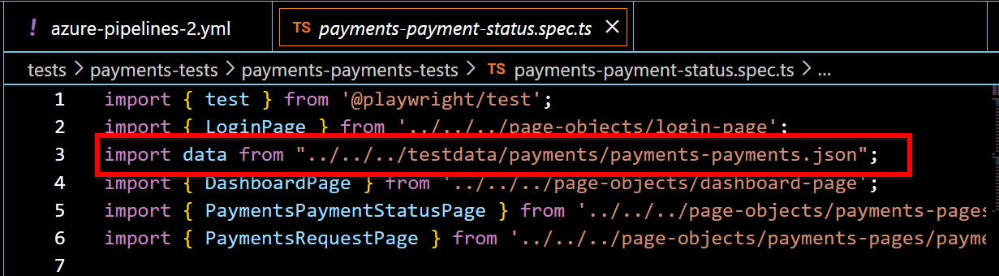 ! azure-pipelines-2.yml TS payments-payment-status.spec.ts ×
tests > payments-tests > payments-payments-tests > TS payments-payment-status.spec.ts > ...
1 import { test } from '@playwright/test';
2 import { LoginPage } from '../../../page-objects/login-page';
3 import data from "../../../testdata/payments/payments-payments.json";
4 import { DashboardPage } from '../../../page-objects/dashboard-page';
5 import { PaymentsPaymentStatusPage } from '../../../page-objects/payments-pages
6 import { PaymentsRequestPage } from '../../../page-objects/payments-pages/payme
7